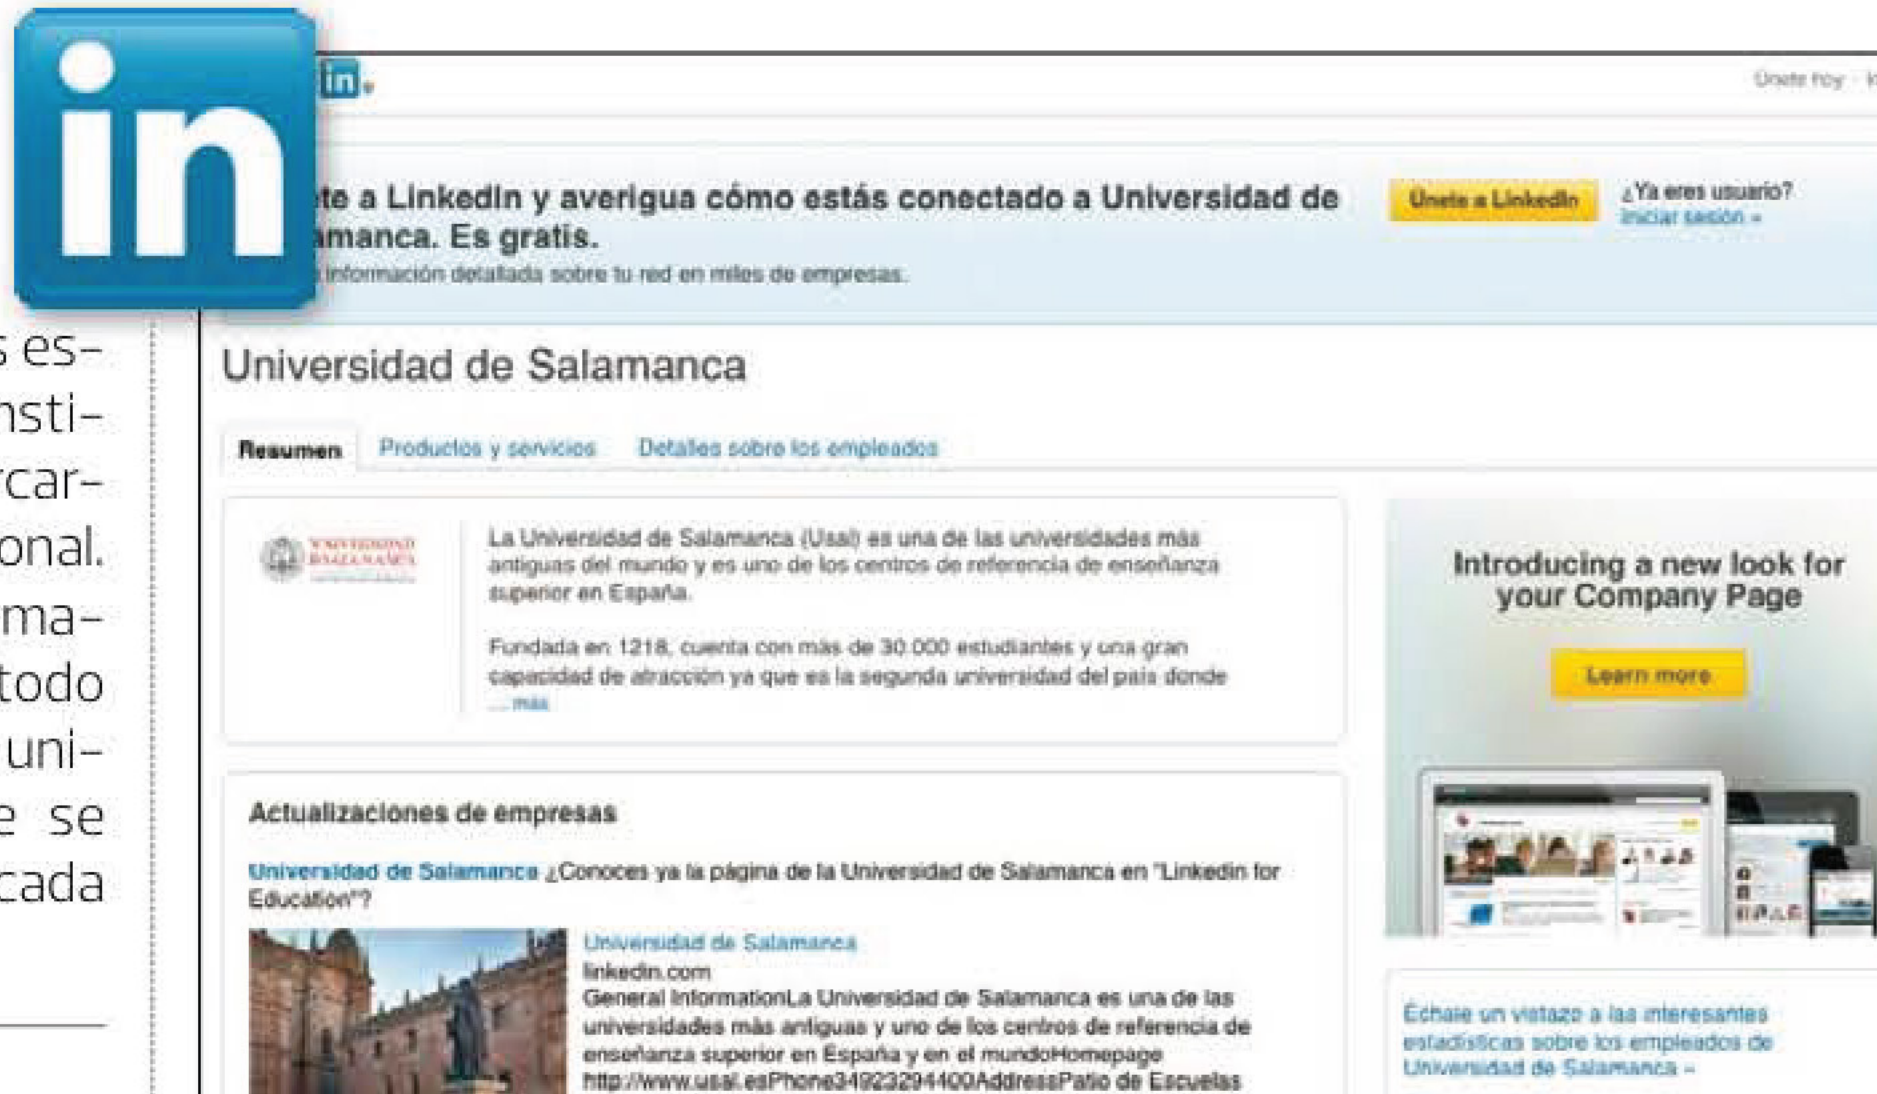 in
in
Únete hoy
te a LinkedIn y averigua cómo estás conectado a Universidad de
amanca. Es gratis.
información detallada sobre tu red en miles de empresas.
Únete a LinkedIn
¿Ya eres usuario?
Iniciar sesión »
s es-
nsti-
rcar-
onal.
ma-
todo
uni-
e se
cada
Universidad de Salamanca
Resumen Productos y servicios Detalles sobre los empleados
UNIVERSIDAD
D SALAMANCA
La Universidad de Salamanca (Usal) es una de las universidades más
antiguas del mundo y es uno de los centros de referencia de enseñanza
superior en España.
Fundada en 1218, cuenta con más de 30.000 estudiantes y una gran
capacidad de atracción ya que es la segunda universidad del país donde
... más
Introducing a new look for
your Company Page
Learn more
Actualizaciones de empresas
Universidad de Salamanca ¿Conoces ya la página de la Universidad de Salamanca en "Linkedin for
Education"?
Universidad de Salamanca
linkedin.com
General InformationLa Universidad de Salamanca es una de las
universidades más antiguas y uno de los centros de referencia de
enseñanza superior en España y en el mundoHomepage
http://www.usal.esPhone34923294400AddressPatio de Escuelas
Échale un vistazo a las interesantes
estadísticas sobre los empleados de
Universidad de Salamanca »